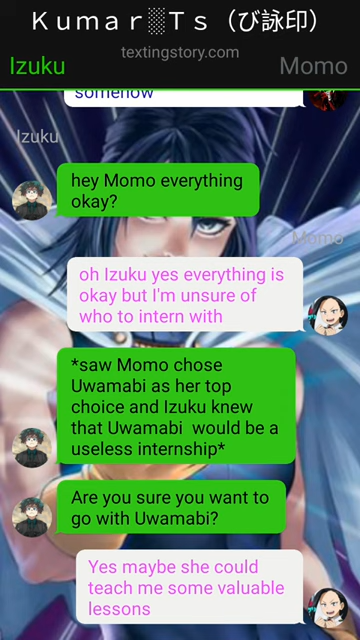 Ｋｕｍａｒ░Ｔｓ（び詠印）
textingstory.com
Izuku
Momo
somehow
Izuku
hey Momo everything
okay?
Momo
oh Izuku yes everything is
okay but I'm unsure of
who to intern with
*saw Momo chose
Uwamabi as her top
choice and Izuku knew
that Uwamabi would be a
useless internship*
Are you sure you want to
go with Uwamabi?
Yes maybe she could
teach me some valuable
lessons